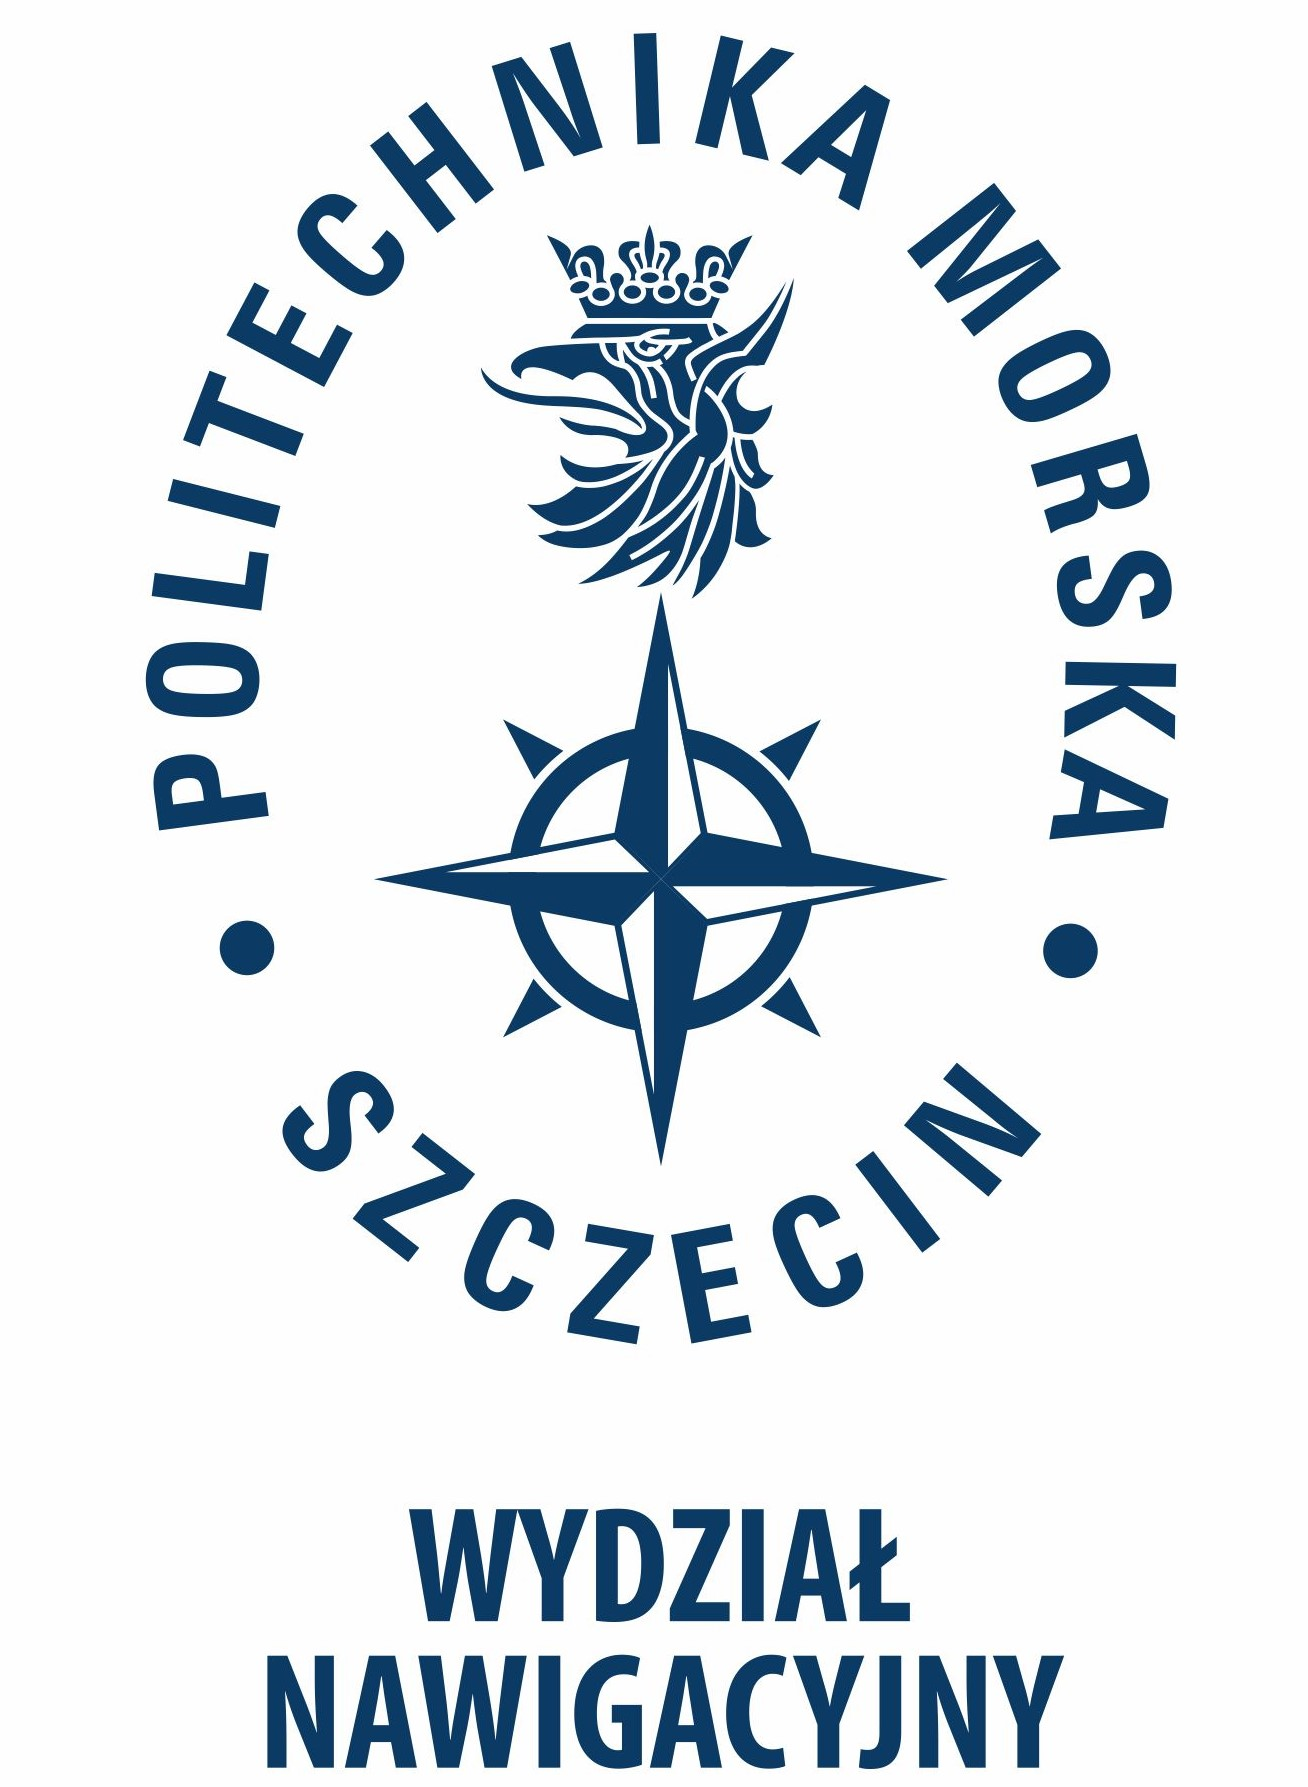 POLITECHNIKA MORSKA
• SZCZECIN •
WYDZIAŁ
NAWIGACYJNY